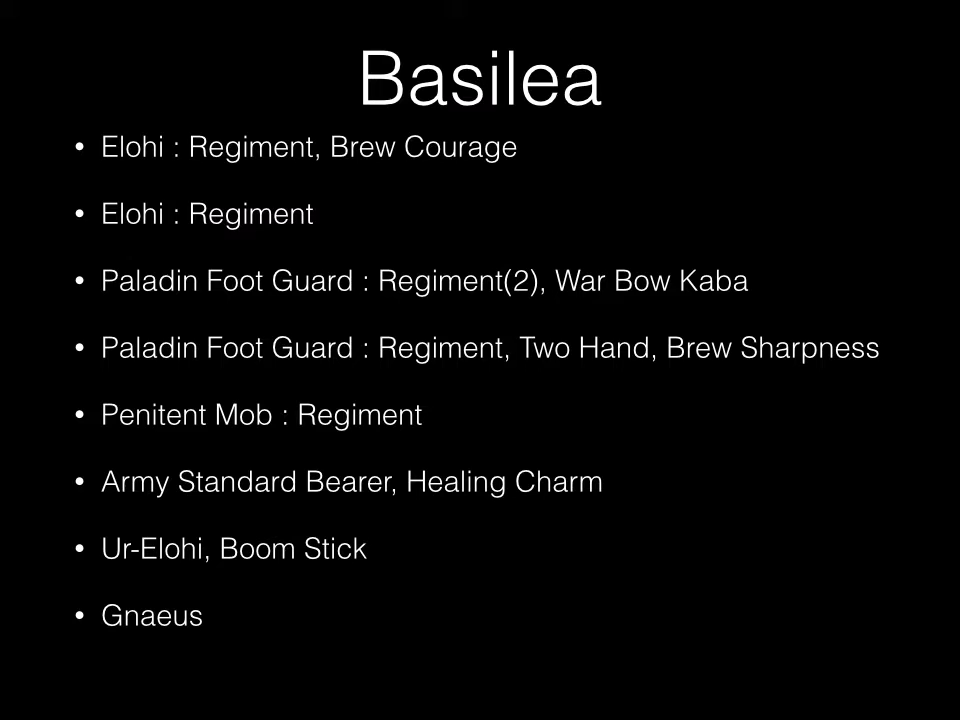 Basilea
• Elohi : Regiment, Brew Courage
• Elohi : Regiment
• Paladin Foot Guard : Regiment(2), War Bow Kaba
• Paladin Foot Guard : Regiment, Two Hand, Brew Sharpness
• Penitent Mob : Regiment
• Army Standard Bearer, Healing Charm
• Ur-Elohi, Boom Stick
• Gnaeus